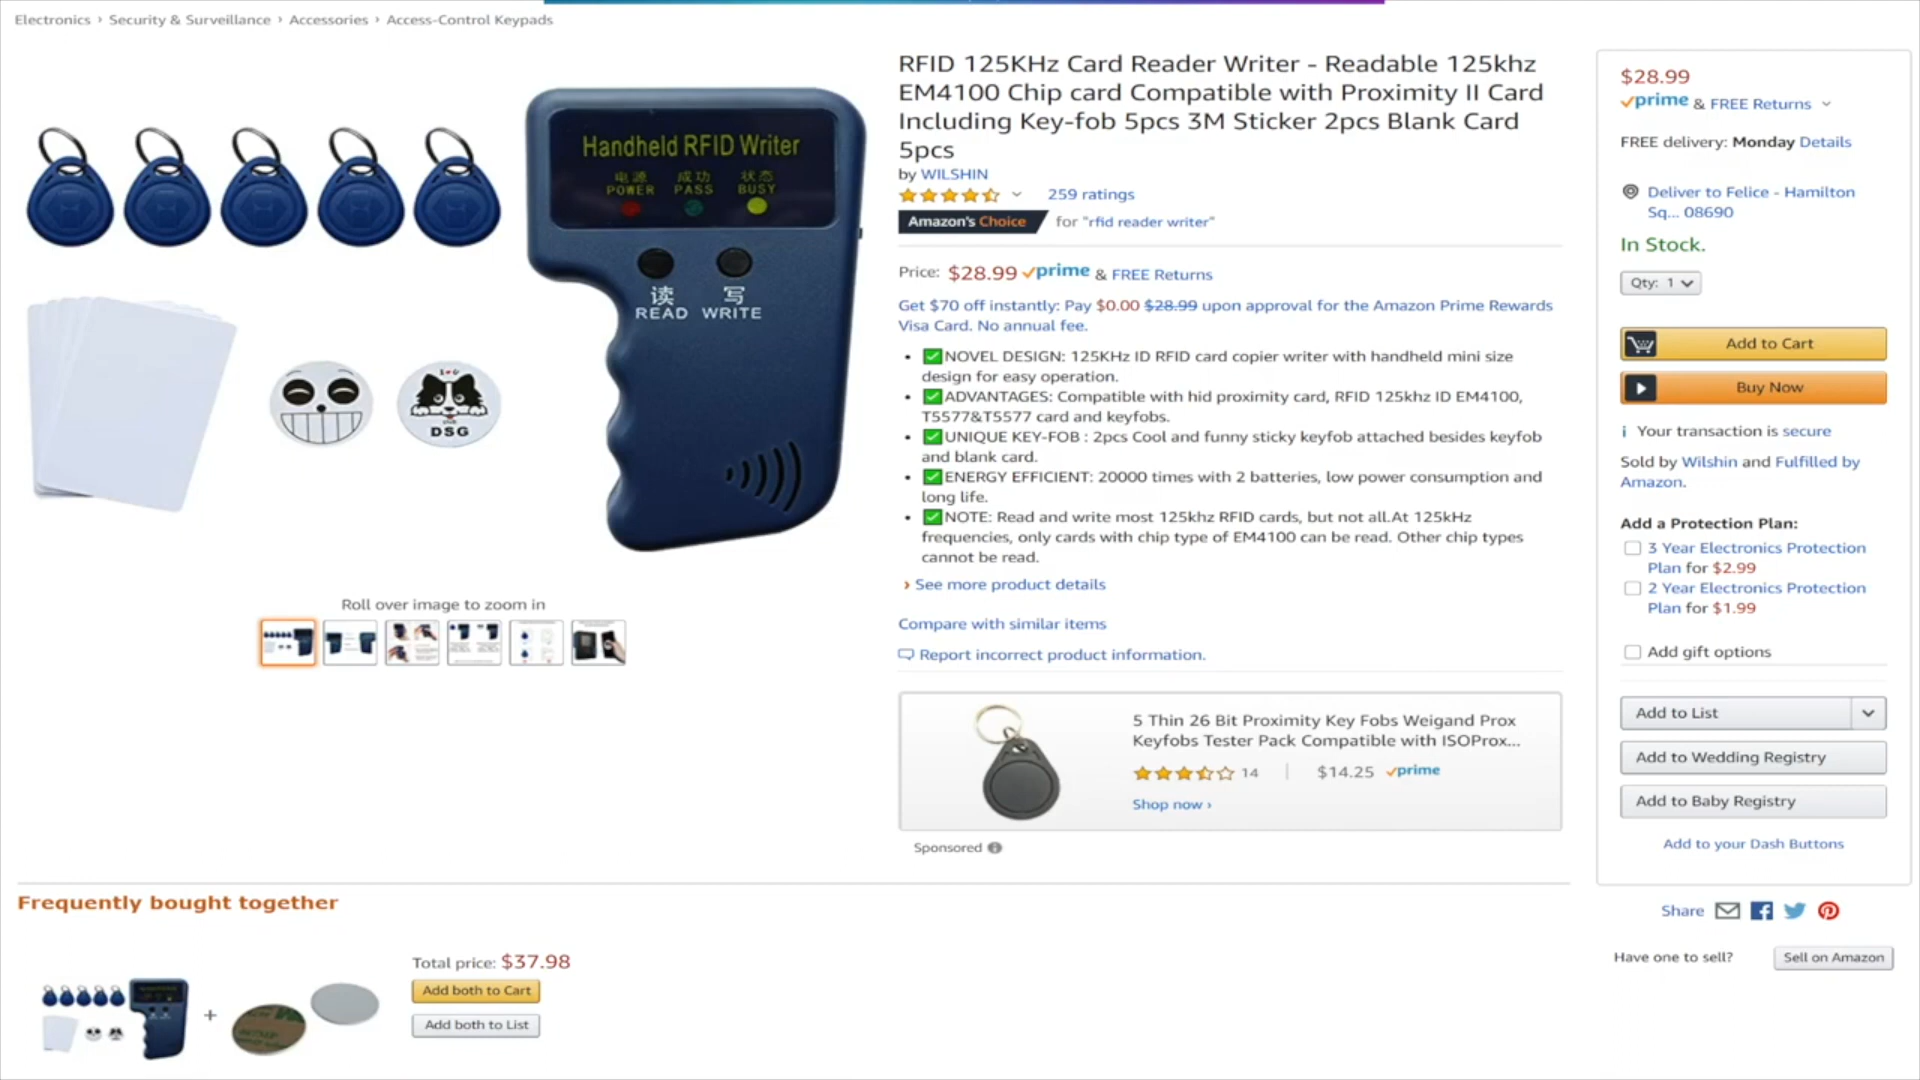 Electronics › Security & Surveillance › Accessories › Access-Control Keypads
Handheld RFID Writer
电源 成功 状态
POWER PASS BUSY
读 写
READ WRITE
I ♥ U
DSG
Roll over image to zoom in
RFID 125KHz Card Reader Writer - Readable 125khz
EM4100 Chip card Compatible with Proximity II Card
Including Key-fob 5pcs 3M Sticker 2pcs Blank Card
5pcs
by WILSHIN
259 ratings
Amazon's Choice for "rfid reader writer"
Price: $28.99 prime & FREE Returns
Get $70 off instantly: Pay $0.00 $28.99 upon approval for the Amazon Prime Rewards
Visa Card. No annual fee.
• ✅NOVEL DESIGN: 125KHz ID RFID card copier writer with handheld mini size
design for easy operation.
• ✅ADVANTAGES: Compatible with hid proximity card, RFID 125khz ID EM4100,
T5577&T5577 card and keyfobs.
• ✅UNIQUE KEY-FOB : 2pcs Cool and funny sticky keyfob attached besides keyfob
and blank card.
• ✅ENERGY EFFICIENT: 20000 times with 2 batteries, low power consumption and
long life.
• ✅NOTE: Read and write most 125khz RFID cards, but not all.At 125kHz
frequencies, only cards with chip type of EM4100 can be read. Other chip types
cannot be read.
› See more product details
Compare with similar items
Report incorrect product information.
5 Thin 26 Bit Proximity Key Fobs Weigand Prox
Keyfobs Tester Pack Compatible with ISOProx...
14 | $14.25 prime
Shop now ›
Sponsored
$28.99
prime & FREE Returns
FREE delivery: Monday Details
Deliver to Felice - Hamilton
Sq... 08690
In Stock.
Qty: 1
Add to Cart
Buy Now
Your transaction is secure
Sold by Wilshin and Fulfilled by
Amazon.
Add a Protection Plan:
3 Year Electronics Protection
Plan for $2.99
2 Year Electronics Protection
Plan for $1.99
Add gift options
Add to List
Add to Wedding Registry
Add to Baby Registry
Add to your Dash Buttons
Share
Have one to sell? Sell on Amazon
Frequently bought together
Total price: $37.98
Add both to Cart
Add both to List
+